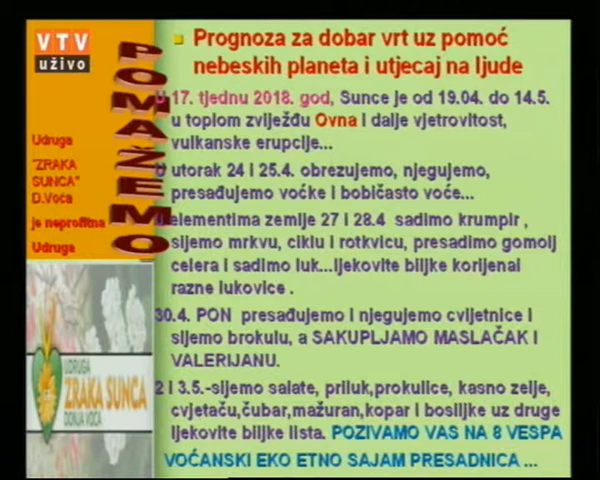 VTV
uživo
POMAŽEMO
Udruga
"ZRAKA
SUNCA"
D.Voća
je neprofitna
Udruga
UDRUGA
ZRAKA SUNCA
DONJA VOĆA
Prognoza za dobar vrt uz pomoć
nebeskih planeta i utjecaj na ljude
U 17. tjednu 2018. god, Sunce je od 19.04. do 14.5.
u toplom zviježđu Ovna i dalje vjetrovitost,
vulkanske erupcije...
U utorak 24 i 25.4. obrezujemo, njegujemo,
presađujemo voćke i bobičasto voće...
U elementima zemlje 27 i 28.4 sadimo krumpir ,
sijemo mrkvu, ciklu i rotkvicu, presadimo gomolj
celera i sadimo luk...ljekovite biljke korijenal
razne lukovice .
30.4. PON presađujemo i njegujemo cvijetnice i
sijemo brokulu, a SAKUPLJAMO MASLAČAK I
VALERIJANU.
2 i 3.5.-sijemo salate, priluk,prokulice, kasno zelje,
cvjetaču,čubar,mažuran,kopar i bosiljke uz druge
ljekovite biljke lista. POZIVAMO VAS NA 8 VESPA
VOĆANSKI EKO ETNO SAJAM PRESADNICA ...